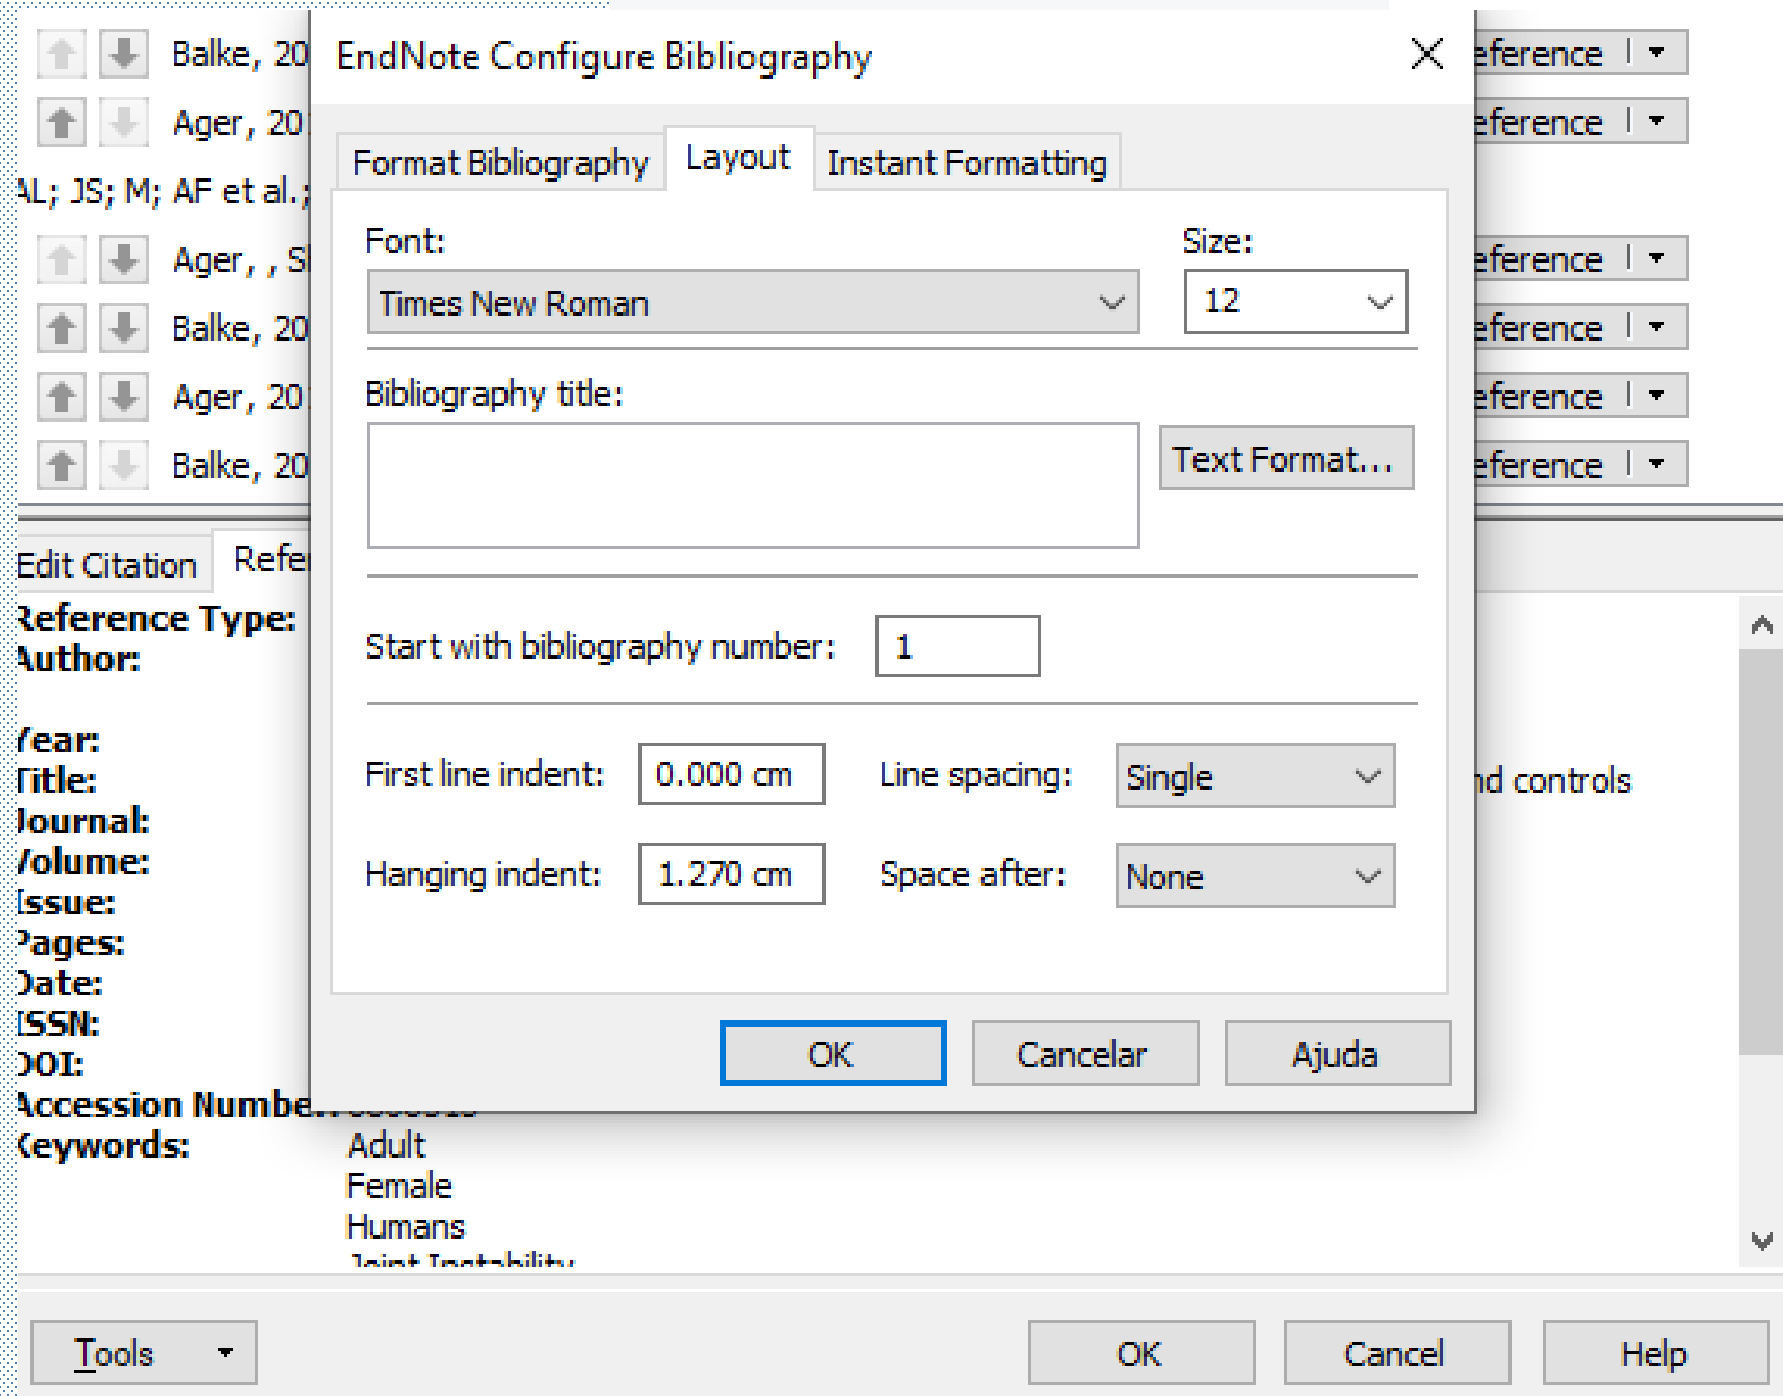 Balke, 20
EndNote Configure Bibliography
eference
Ager, 20
eference
Format Bibliography
Layout
Instant Formatting
AL; JS; M; AF et al.;
Font:
Size:
Ager, , S
eference
Times New Roman
12
Balke, 20
eference
Bibliography title:
Ager, 20
eference
Text Format...
Balke, 20
eference
Edit Citation
Refer
Reference Type:
Author:
Start with bibliography number:
1
Year:
First line indent:
0.000 cm
Line spacing:
Single
Title:
nd controls
Journal:
Volume:
Hanging indent:
1.270 cm
Space after:
None
Issue:
Pages:
Date:
ISSN:
DOI:
OK
Cancelar
Ajuda
Accession Number
Keywords:
Adult
Female
Humans
Joint Instability
Tools
OK
Cancel
Help